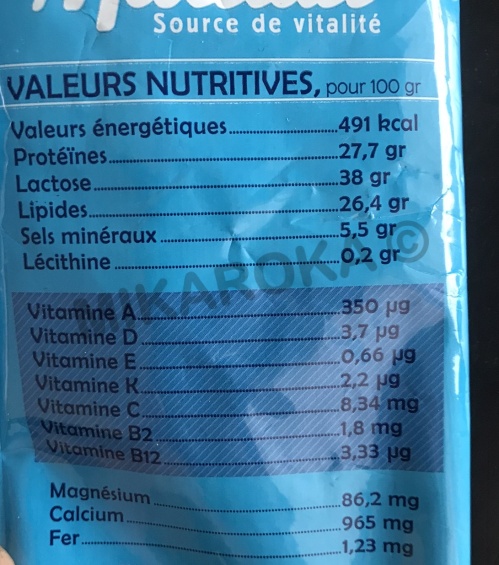 Source de vitalité
VALEURS NUTRITIVES, pour 100 gr
Valeurs énergétiques.....491 kcal
Protéïnes.....27,7 gr
Lactose.....38 gr
Lipides.....26,4 gr
Sels minéraux.....5,5 gr
Lécithine.....0,2 gr
MIKAROKA ©
Vitamine A.....350 µg
Vitamine D.....3,7 µg
Vitamine E.....0,66 µg
Vitamine K.....2,2 µg
Vitamine C.....8,34 mg
Vitamine B2.....1,8 mg
Vitamine B12.....3,33 µg
Magnésium.....86,2 mg
Calcium.....965 mg
Fer.....1,23 mg